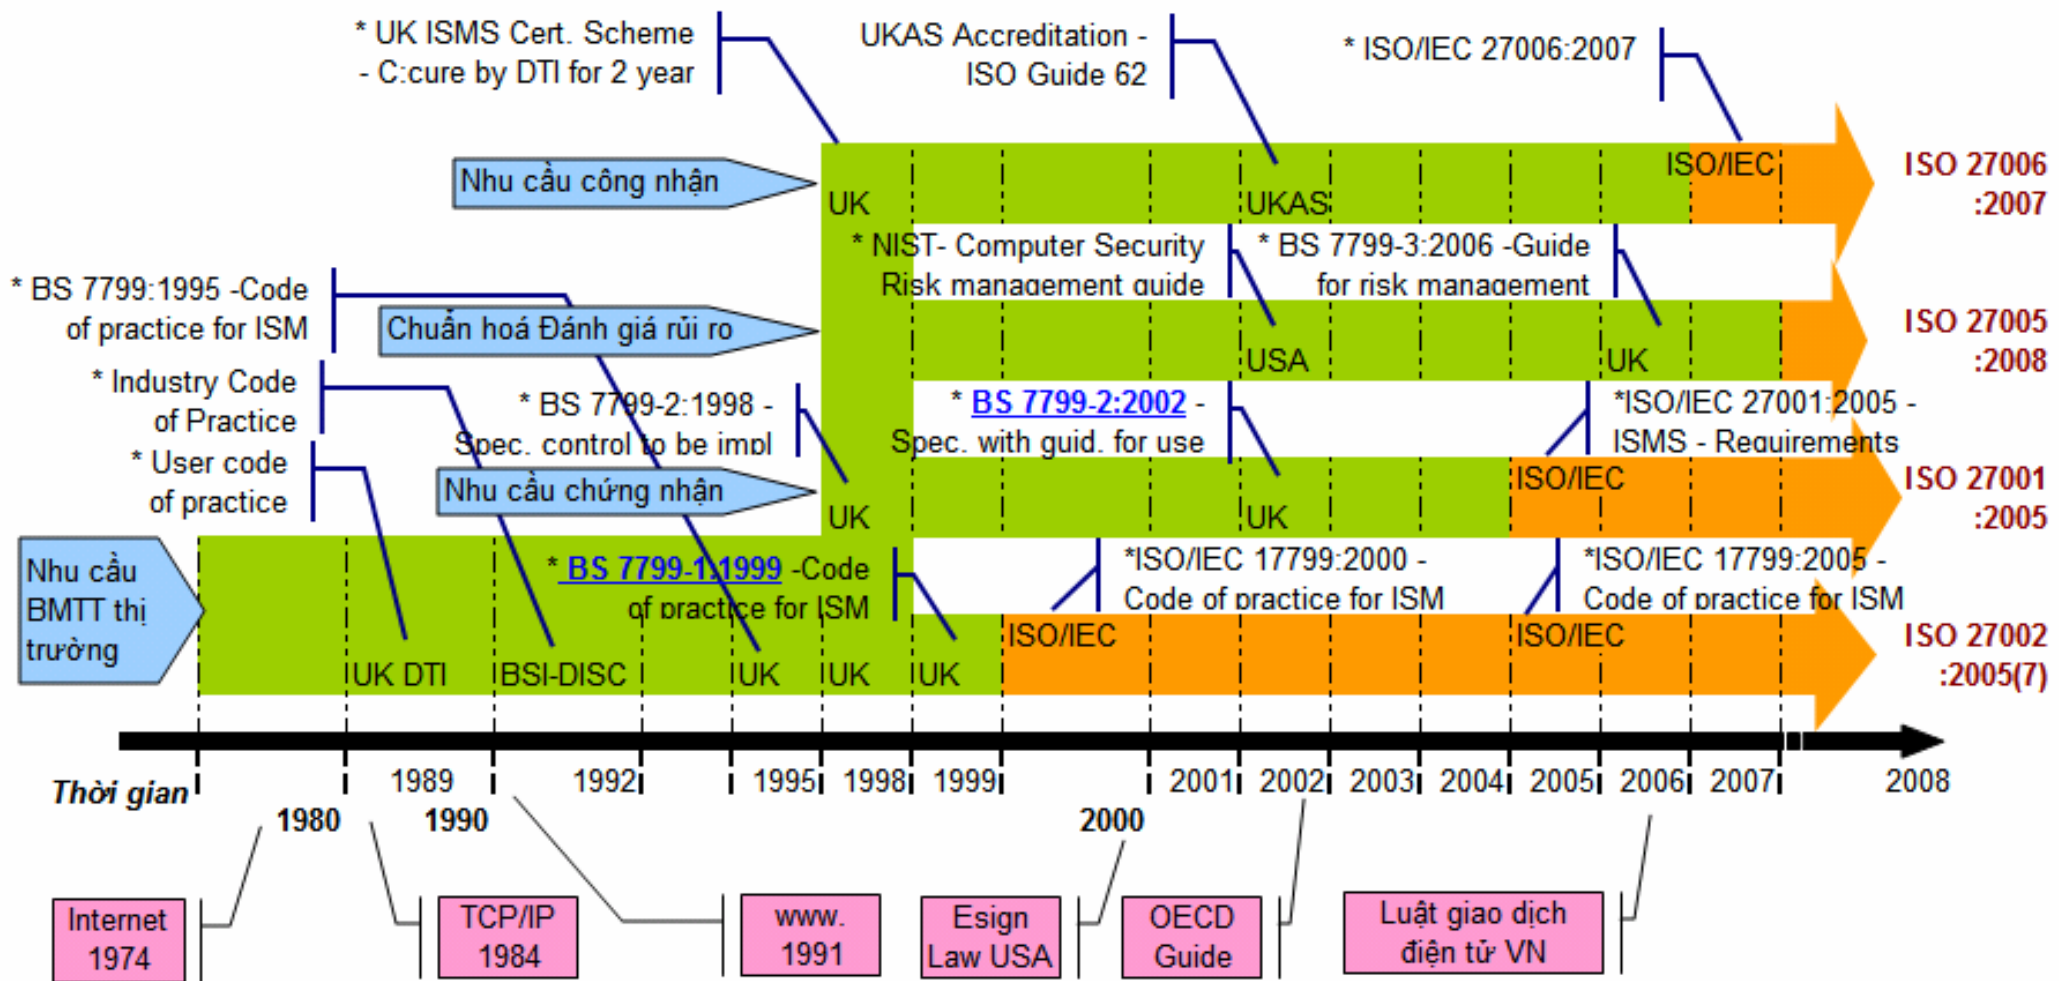 * UK ISMS Cert. Scheme
- C:cure by DTI for 2 year
UKAS Accreditation -
ISO Guide 62
* ISO/IEC 27006:2007
Nhu cầu công nhận
UK
UKAS
ISO/IEC
ISO 27006
:2007
* NIST- Computer Security
Risk management guide
* BS 7799-3:2006 -Guide
for risk management
* BS 7799:1995 -Code
of practice for ISM
Chuẩn hoá Đánh giá rủi ro
USA
UK
ISO 27005
:2008
* Industry Code
of Practice
* BS 7799-2:1998 -
Spec. control to be impl
* BS 7799-2:2002 -
Spec. with guid. for use
*ISO/IEC 27001:2005 -
ISMS - Requirements
* User code
of practice
Nhu cầu chứng nhận
UK
UK
ISO/IEC
ISO 27001
:2005
Nhu cầu
BMTT thị
trường
* BS 7799-1:1999 -Code
of practice for ISM
*ISO/IEC 17799:2000 -
Code of practice for ISM
*ISO/IEC 17799:2005 -
Code of practice for ISM
UK DTI
BSI-DISC
UK
UK
UK
ISO/IEC
ISO/IEC
ISO 27002
:2005(7)
Thời gian
1989
1992
1995
1998
1999
2001
2002
2003
2004
2005
2006
2007
2008
1980
1990
2000
Internet
1974
TCP/IP
1984
www.
1991
Esign
Law USA
OECD
Guide
Luật giao dịch
điện tử VN